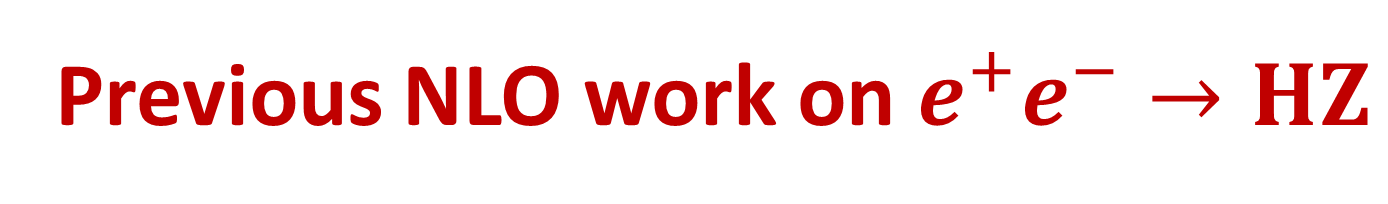 Previous NLO work on e⁺e⁻ → HZ